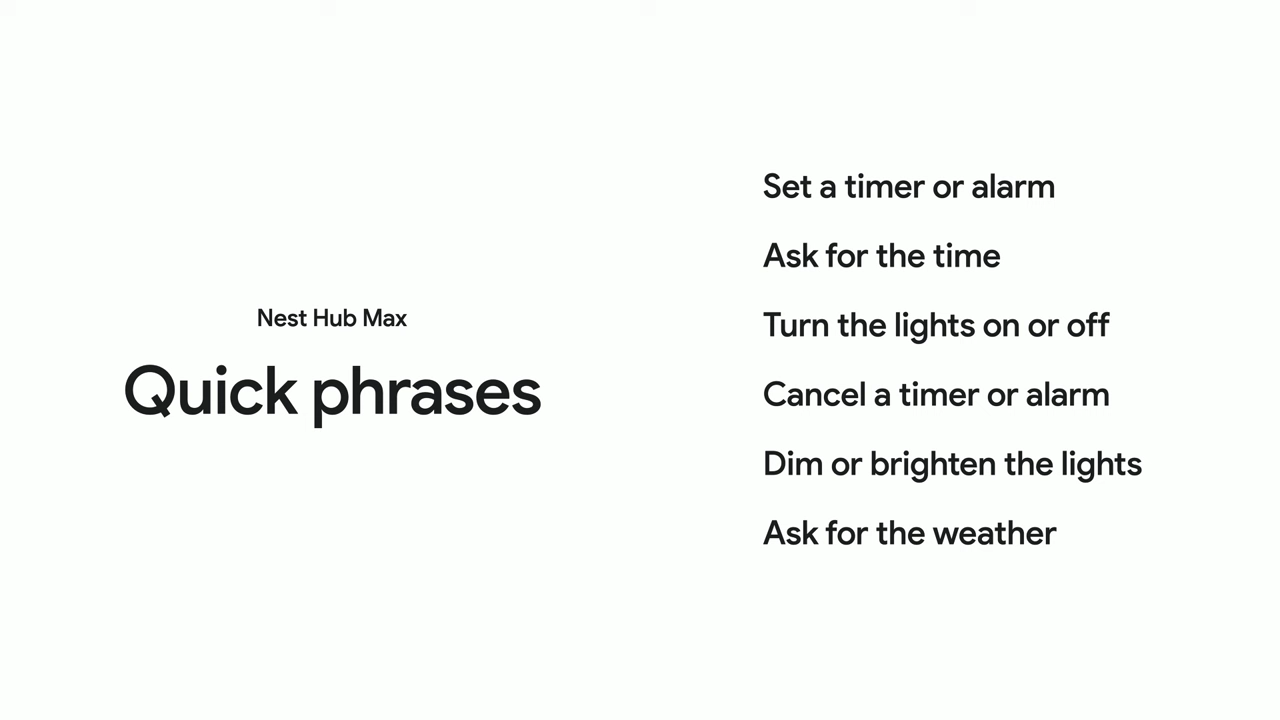 Nest Hub Max
Quick phrases
Set a timer or alarm
Ask for the time
Turn the lights on or off
Cancel a timer or alarm
Dim or brighten the lights
Ask for the weather